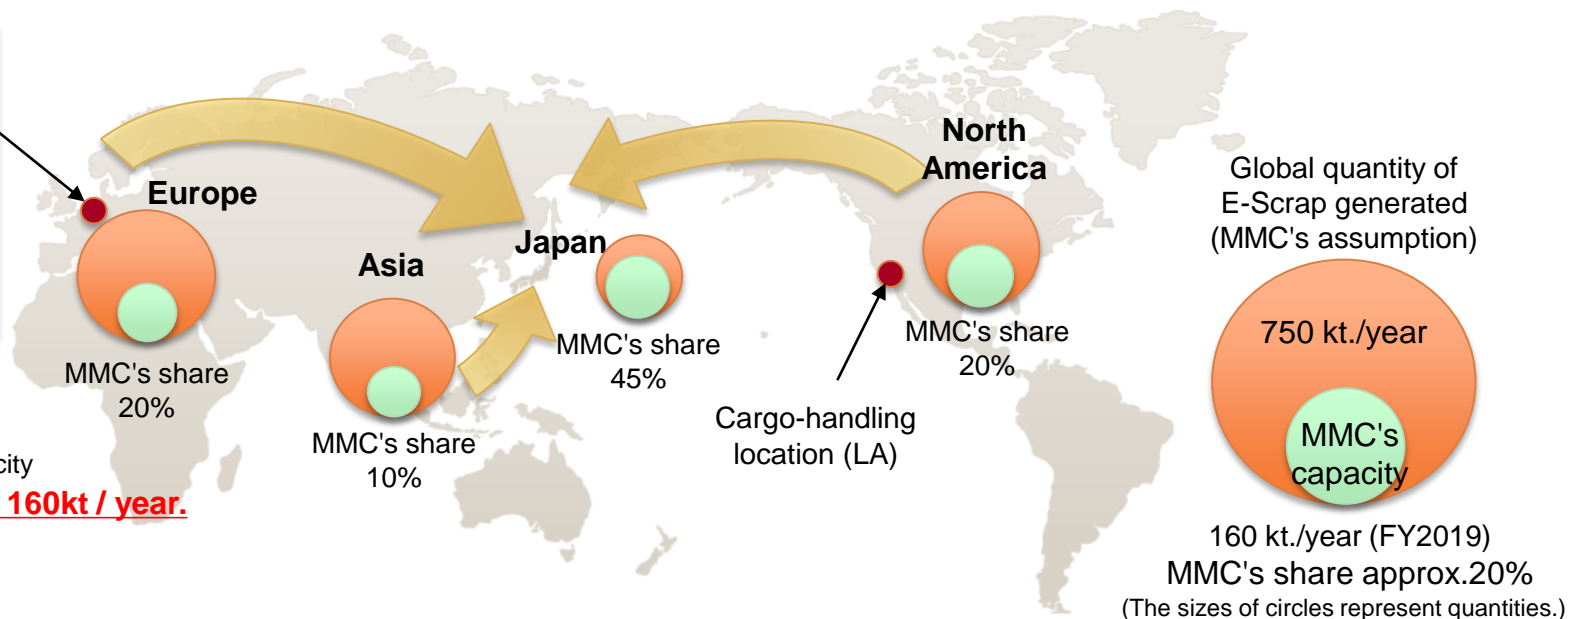 Europe
MMC's share
20%
Asia
MMC's share
10%
Japan
MMC's share
45%
North
America
MMC's share
20%
Cargo-handling
location (LA)
160kt / year.
Global quantity of
E-Scrap generated
(MMC's assumption)
750 kt./year
MMC's
capacity
160 kt./year (FY2019)
MMC's share approx.20%
(The sizes of circles represent quantities.)